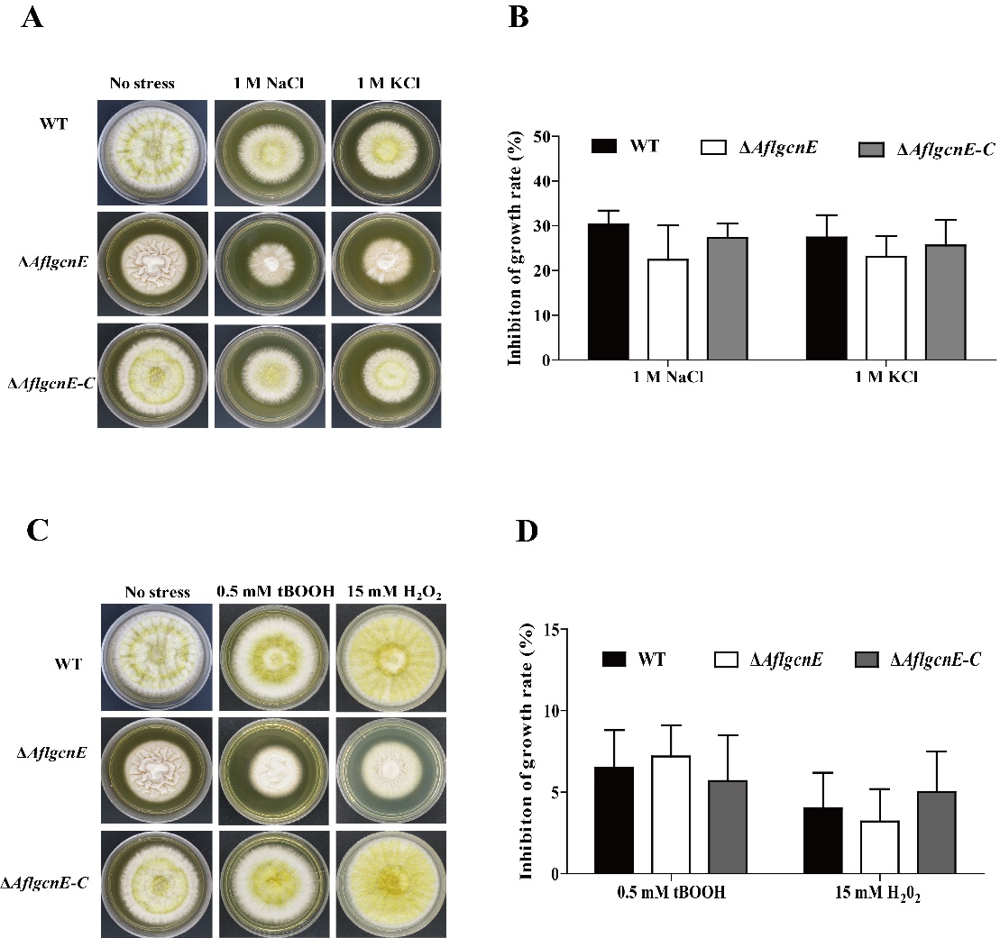 A
No stress 1 M NaCl 1 M KCl
WT
ΔAflgcnE
ΔAflgcnE-C
B
Inhibiton of growth rate (%)
50
40
30
20
10
0
WT ΔAflgcnE ΔAflgcnE-C
1 M NaCl 1 M KCl
C
No stress 0.5 mM tBOOH 15 mM H₂O₂
WT
ΔAflgcnE
ΔAflgcnE-C
D
Inhibiton of growth rate (%)
15
10
5
0
WT ΔAflgcnE ΔAflgcnE-C
0.5 mM tBOOH 15 mM H₂0₂